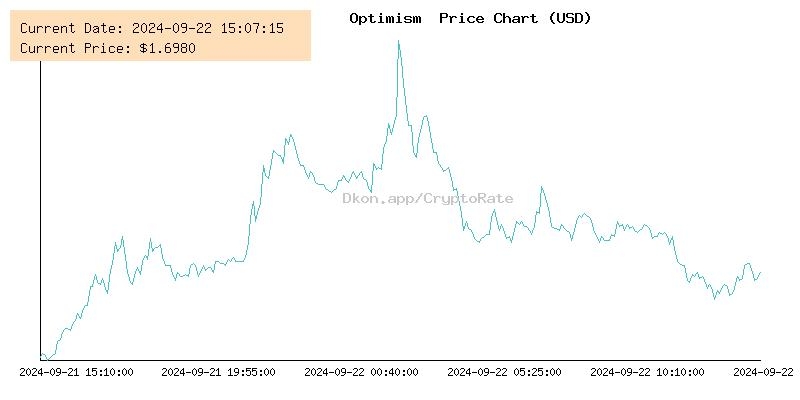 Optimism  Price Chart (USD)
Current Date: 2024-09-22 15:07:15
Current Price: $1.6980
Dkon.app/CryptoRate
2024-09-21 15:10:00 2024-09-21 19:55:00 2024-09-22 00:40:00 2024-09-22 05:25:00 2024-09-22 10:10:00 2024-09-22